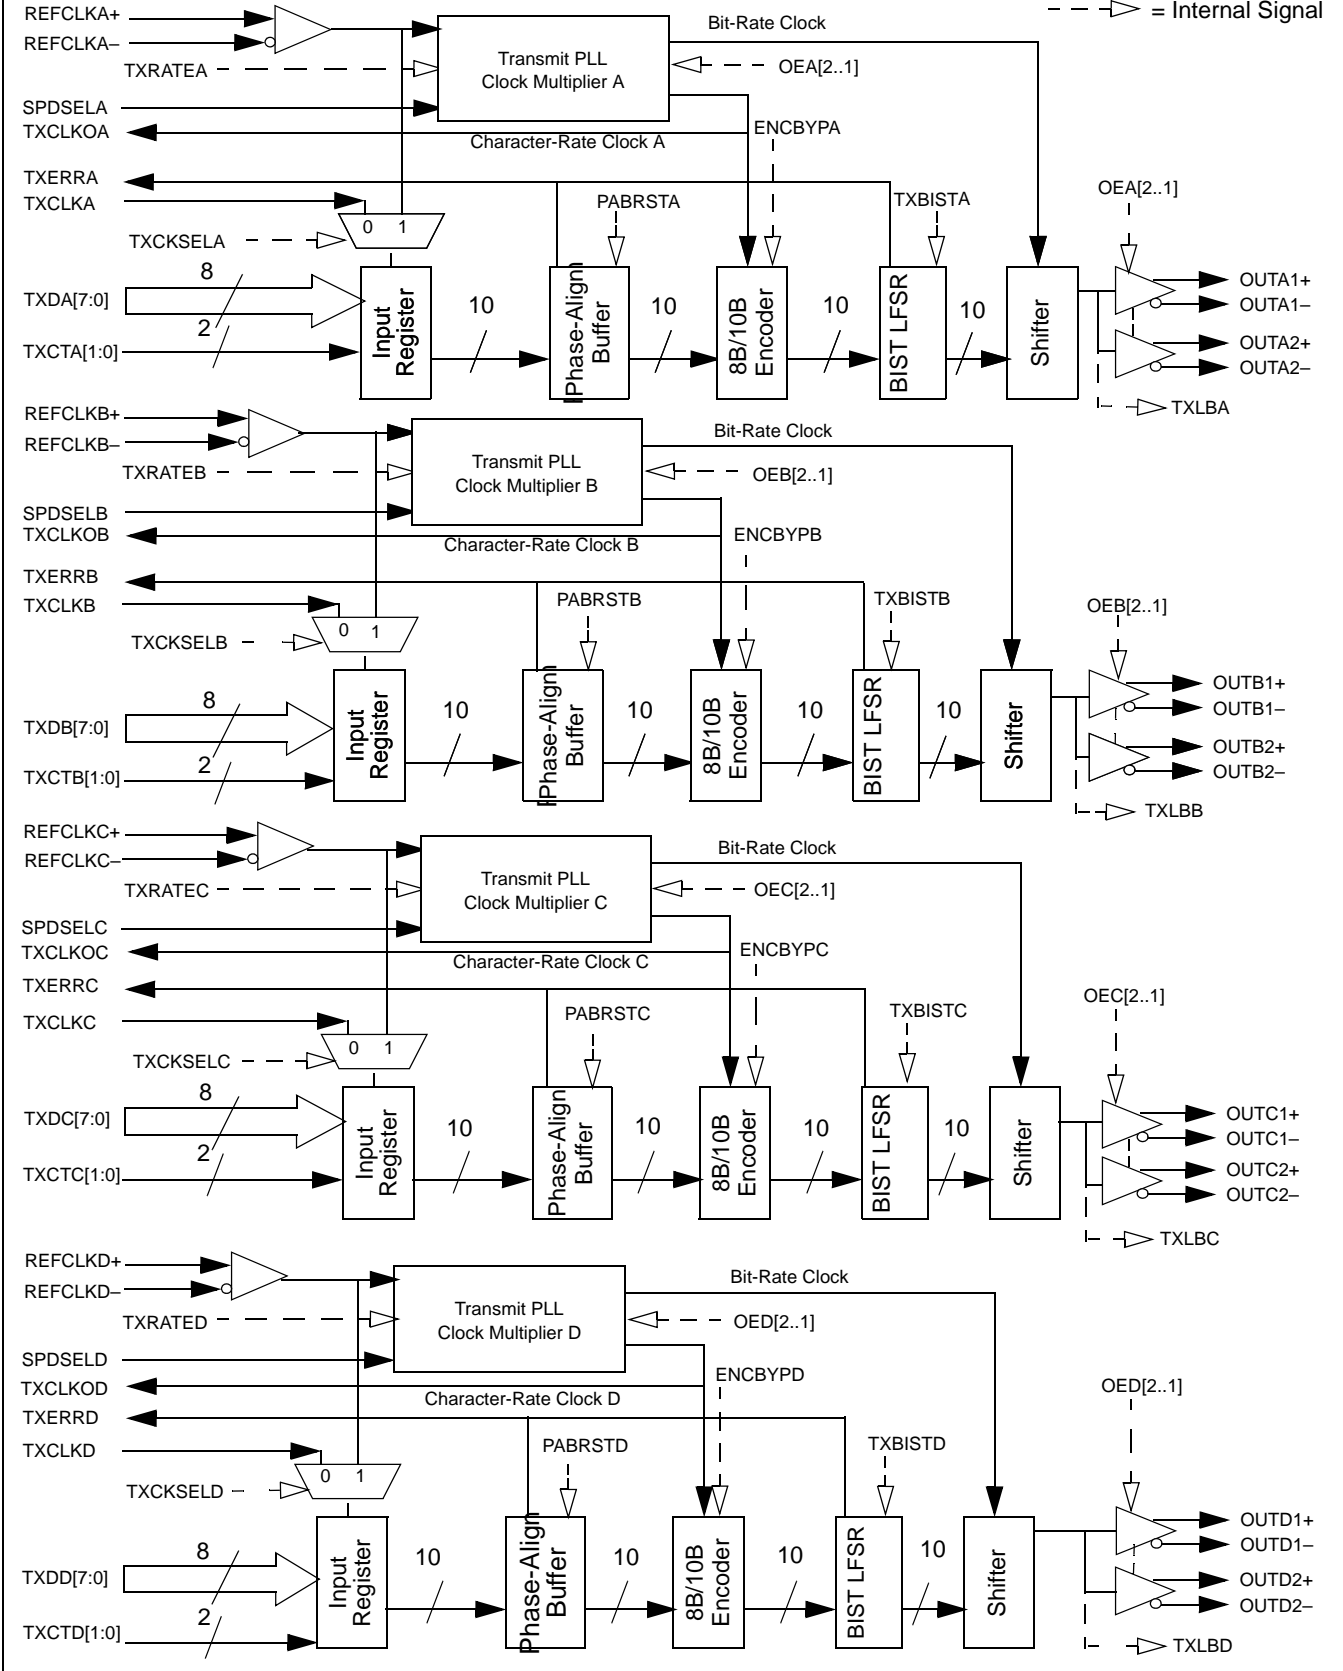 REFCLKA+
Bit-Rate Clock
= Internal Signal
REFCLKA–
Transmit PLL
Clock Multiplier A
TXRATEA
OEA[2..1]
SPDSELA
TXCLKOA
Character-Rate Clock A
ENCBYPA
TXERRA
PABRSTA
TXBISTA
OEA[2..1]
TXCLKA
0 1
TXCKSELA
8
TXDA[7:0]
2
TXCTA[1:0]
Input
Register
10
Phase-Align
Buffer
10
8B/10B
Encoder
10
BIST LFSR
10
Shifter
OUTA1+
OUTA1–
OUTA2+
OUTA2–
TXLBA
REFCLKB+
Bit-Rate Clock
REFCLKB–
Transmit PLL
Clock Multiplier B
TXRATEB
OEB[2..1]
SPDSELB
TXCLKOB
Character-Rate Clock B
ENCBYPB
TXERRB
PABRSTB
TXBISTB
OEB[2..1]
TXCLKB
0 1
TXCKSELB
8
TXDB[7:0]
2
TXCTB[1:0]
Input
Register
10
Phase-Align
Buffer
10
8B/10B
Encoder
10
BIST LFSR
10
Shifter
OUTB1+
OUTB1–
OUTB2+
OUTB2–
TXLBB
REFCLKC+
Bit-Rate Clock
REFCLKC–
Transmit PLL
Clock Multiplier C
TXRATEC
OEC[2..1]
SPDSELC
TXCLKOC
Character-Rate Clock C
ENCBYPC
TXERRC
PABRSTC
TXBISTC
OEC[2..1]
TXCLKC
0 1
TXCKSELC
8
TXDC[7:0]
2
TXCTC[1:0]
Input
Register
10
Phase-Align
Buffer
10
8B/10B
Encoder
10
BIST LFSR
10
Shifter
OUTC1+
OUTC1–
OUTC2+
OUTC2–
TXLBC
REFCLKD+
Bit-Rate Clock
REFCLKD–
Transmit PLL
Clock Multiplier D
TXRATED
OED[2..1]
SPDSELD
TXCLKOD
Character-Rate Clock D
ENCBYPD
TXERRD
PABRSTD
TXBISTD
OED[2..1]
TXCLKD
0 1
TXCKSELD
8
TXDD[7:0]
2
TXCTD[1:0]
Input
Register
10
Phase-Align
Buffer
10
8B/10B
Encoder
10
BIST LFSR
10
Shifter
OUTD1+
OUTD1–
OUTD2+
OUTD2–
TXLBD